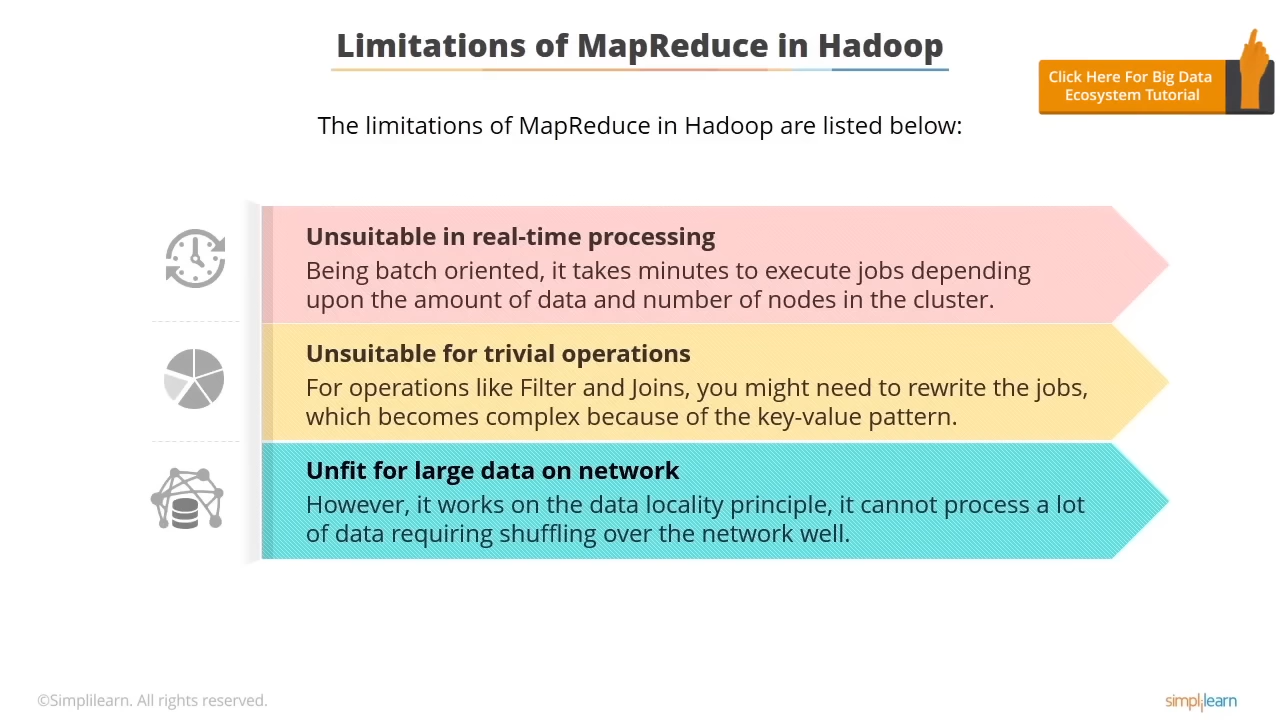 Limitations of MapReduce in Hadoop
Click Here For Big Data
Ecosystem Tutorial
The limitations of MapReduce in Hadoop are listed below:
Unsuitable in real-time processing
Being batch oriented, it takes minutes to execute jobs depending
upon the amount of data and number of nodes in the cluster.
Unsuitable for trivial operations
For operations like Filter and Joins, you might need to rewrite the jobs,
which becomes complex because of the key-value pattern.
Unfit for large data on network
However, it works on the data locality principle, it cannot process a lot
of data requiring shuffling over the network well.
©Simplilearn. All rights reserved.
simplilearn